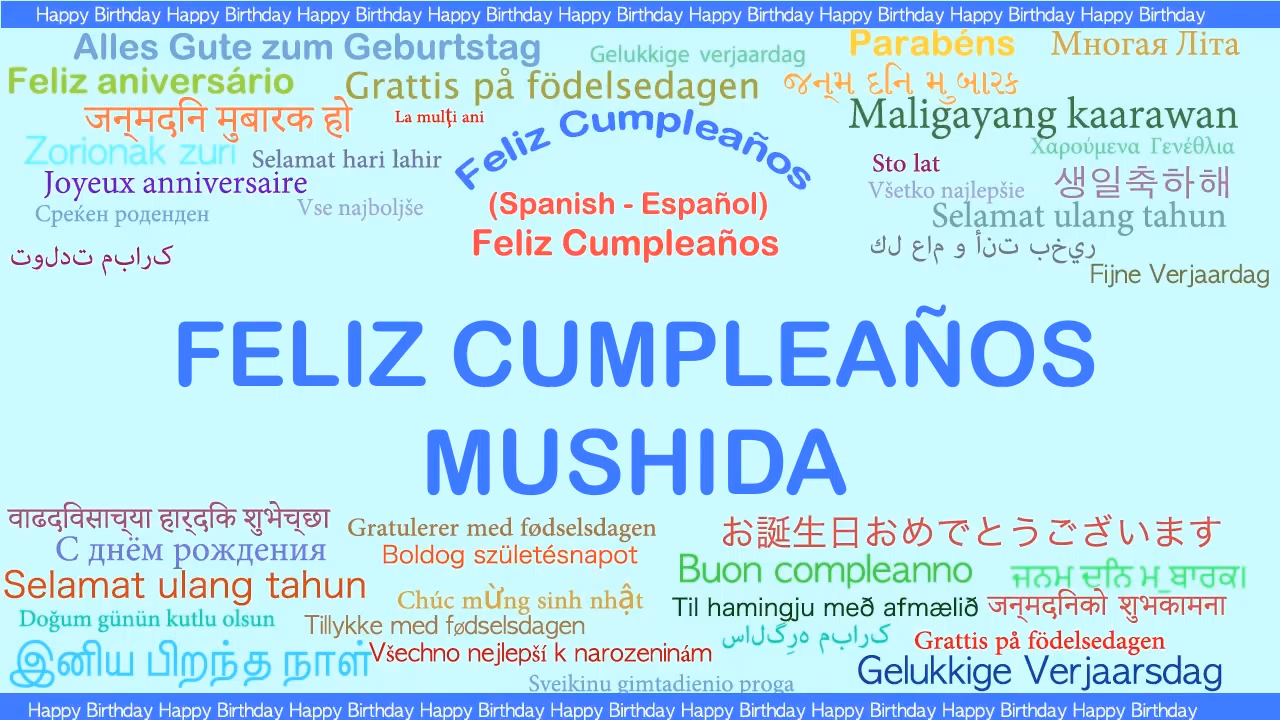 Happy Birthday Happy Birthday Happy Birthday Happy Birthday Happy Birthday Happy Birthday Happy Birthday Happy Birthday Happy Birthday
Alles Gute zum Geburtstag
Gelukkige verjaardag
Parabéns
Многая Літа
Feliz aniversário
Grattis på födelsedagen
જન્મ દનિ મુબારક
जन्मदनि मुबारक हो
La mulţi ani
Feliz Cumpleaños
Maligayang kaarawan
Zorionak zuri
Selamat hari lahir
Χαρούμενα Γενέθλια
Sto lat
Joyeux anniversaire
(Spanish - Español)
Všetko najlepšie
생일축하해
Среќен роденден
Vse najboljše
Selamat ulang tahun
Feliz Cumpleaños
تولدت مبارک
كل عام و أنت بخير
Fijne Verjaardag
FELIZ CUMPLEAÑOS
MUSHIDA
वाढदविसाच्या हार्दकि शुभेच्छा
Gratulerer med fødselsdagen
お誕生日おめでとうございます
С днём рождения
Boldog születésnapot
Buon compleanno
ਜਨਮ ਦਨਿ ਮੁਬਾਰਕ।
Selamat ulang tahun
Chúc mừng sinh nhật
Til hamingju með afmælið
जन्मदनिको शुभकामना
Doğum günün kutlu olsun
Tillykke med fødselsdagen
سالگرہ مبارک
Grattis på födelsedagen
இனிய பிறந்த நாள்
Všechno nejlepší k narozeninám
Gelukkige Verjaarsdag
Sveikinu gimtadienio proga
Happy Birthday Happy Birthday Happy Birthday Happy Birthday Happy Birthday Happy Birthday Happy Birthday Happy Birthday Happy Birthday